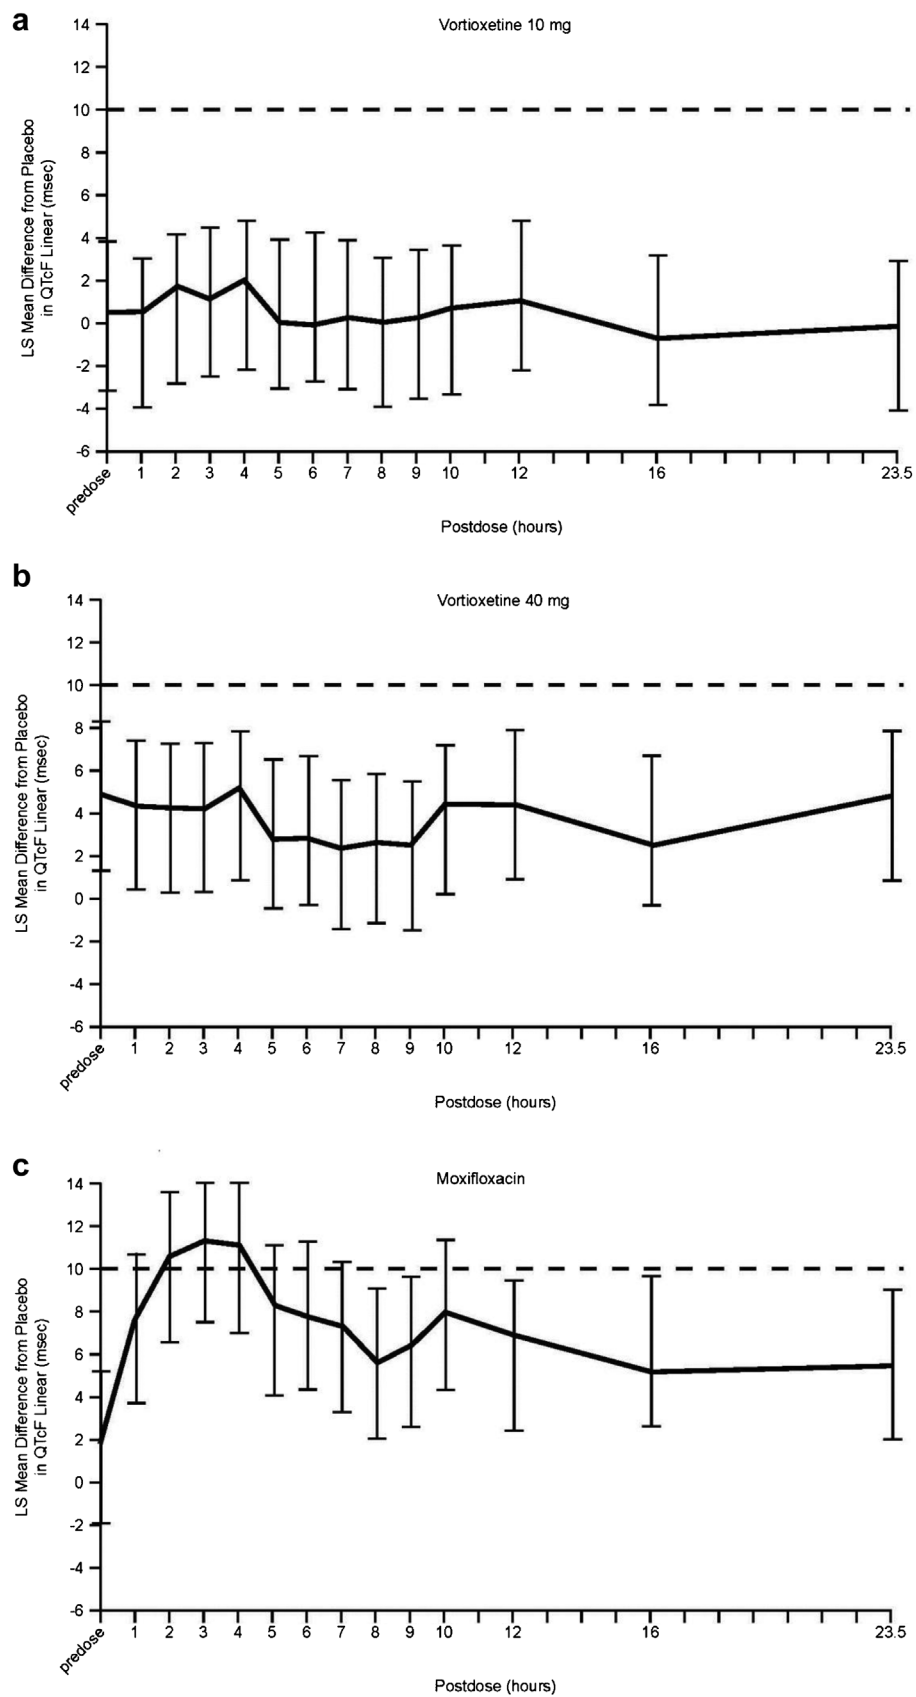 a
Vortioxetine 10 mg
14
12
10
8
6
4
2
0
-2
-4
-6
LS Mean Difference from Placebo
in QTcF Linear (msec)
predose 1 2 3 4 5 6 7 8 9 10 12 16 23.5
Postdose (hours)
b
Vortioxetine 40 mg
14
12
10
8
6
4
2
0
-2
-4
-6
LS Mean Difference from Placebo
in QTcF Linear (msec)
predose 1 2 3 4 5 6 7 8 9 10 12 16 23.5
Postdose (hours)
c
Moxifloxacin
14
12
10
8
6
4
2
0
-2
-4
-6
LS Mean Difference from Placebo
in QTcF Linear (msec)
predose 1 2 3 4 5 6 7 8 9 10 12 16 23.5
Postdose (hours)